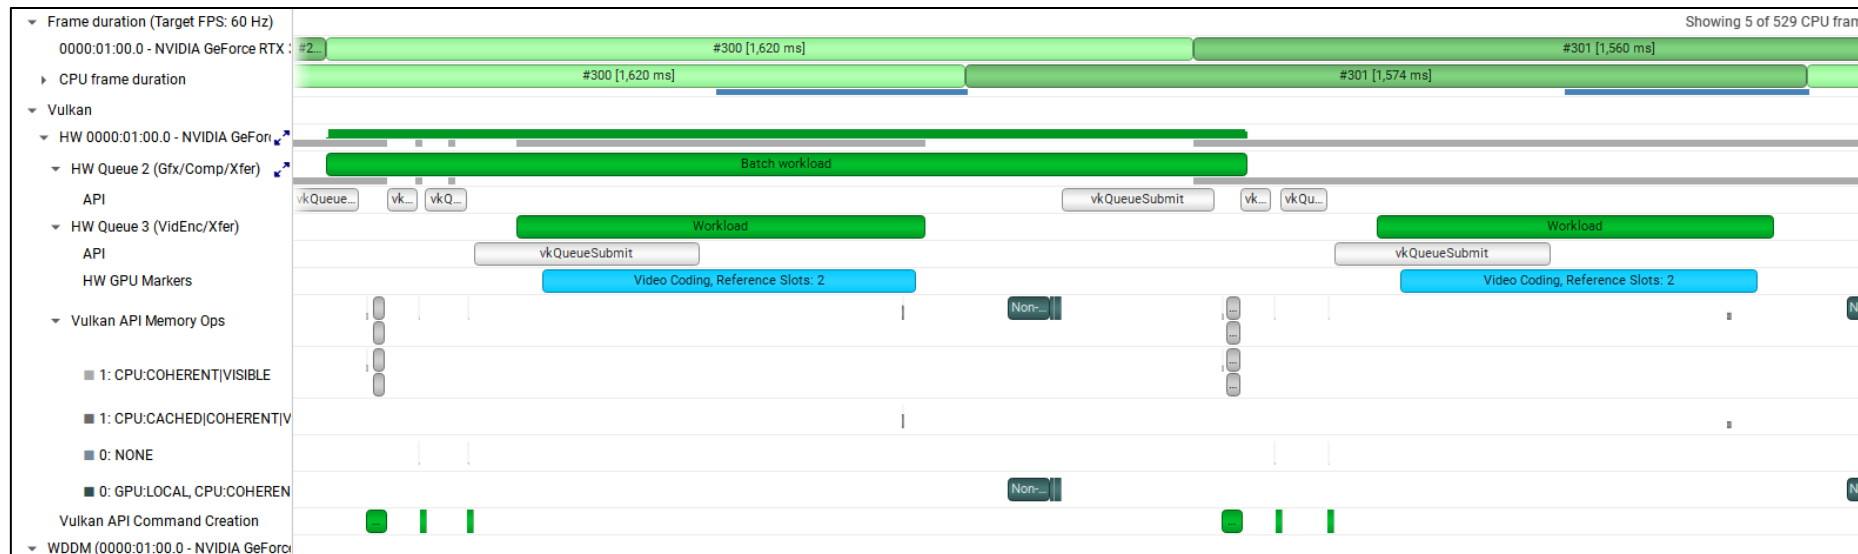 Frame duration (Target FPS: 60 Hz)
Showing 5 of 529 CPU fram
0000:01:00.0 - NVIDIA GeForce RTX
#2... #300 [1,620 ms] #301 [1,560 ms]
CPU frame duration
#300 [1,620 ms] #301 [1,574 ms]
Vulkan
HW 0000:01:00.0 - NVIDIA GeFor
HW Queue 2 (Gfx/Comp/Xfer)
Batch workload
API
vkQueue... vk... vkQ... vkQueueSubmit vk... vkQu...
HW Queue 3 (VidEnc/Xfer)
Workload Workload
API
vkQueueSubmit vkQueueSubmit
HW GPU Markers
Video Coding, Reference Slots: 2 Video Coding, Reference Slots: 2
Vulkan API Memory Ops
Non-... ... N
...
1: CPU:COHERENT|VISIBLE
...
...
1: CPU:CACHED|COHERENT|V
0: NONE
0: GPU:LOCAL, CPU:COHEREN
Non-... N
Vulkan API Command Creation
... ...
WDDM (0000:01:00.0 - NVIDIA GeForc